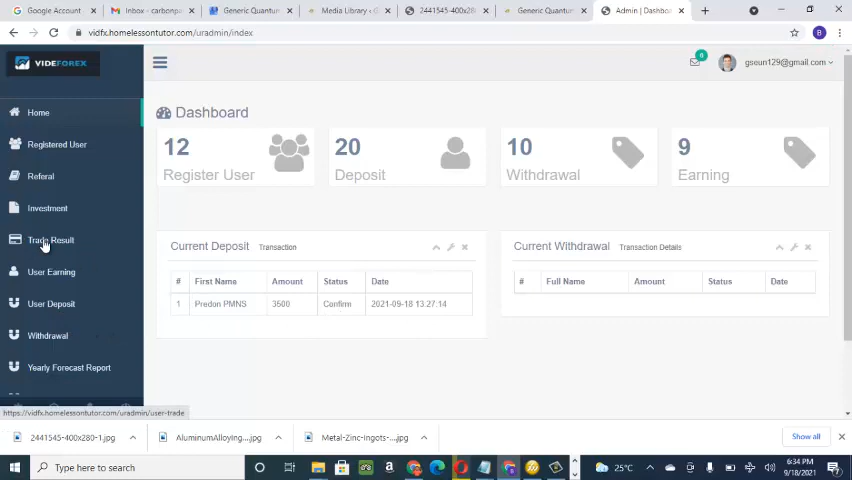 Google Account
Inbox - carbonpa
Generic Quantum
Media Library ‹ G
2441545-400x280
Generic Quantum
Admin | Dashboar
vidfx.homelessontutor.com/uradmin/index
B
VIDEFOREX
6
gseun129@gmail.com
Home
Registered User
Referal
Investment
Trade Result
User Earning
User Deposit
Withdrawal
Yearly Forecast Report
Dashboard
12
Register User
20
Deposit
10
Withdrawal
9
Earning
Current Deposit Transaction
# First Name Amount Status Date
1 Predon PMNS 3500 Confirm 2021-09-18 13:27:14
Current Withdrawal Transaction Details
# Full Name Amount Status Date
https://vidfx.homelessontutor.com/uradmin/user-trade
2441545-400x280-1.jpg
AluminumAlloying....jpg
Metal-Zinc-Ingots-....jpg
Show all
Type here to search
25°C
6:34 PM
9/18/2021